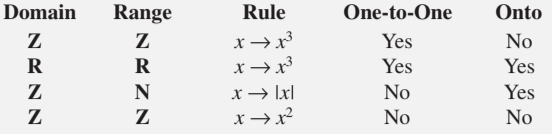 Domain Range Rule One-to-One Onto
Z Z x → x³ Yes No
R R x → x³ Yes Yes
Z N x → |x| No Yes
Z Z x → x² No No